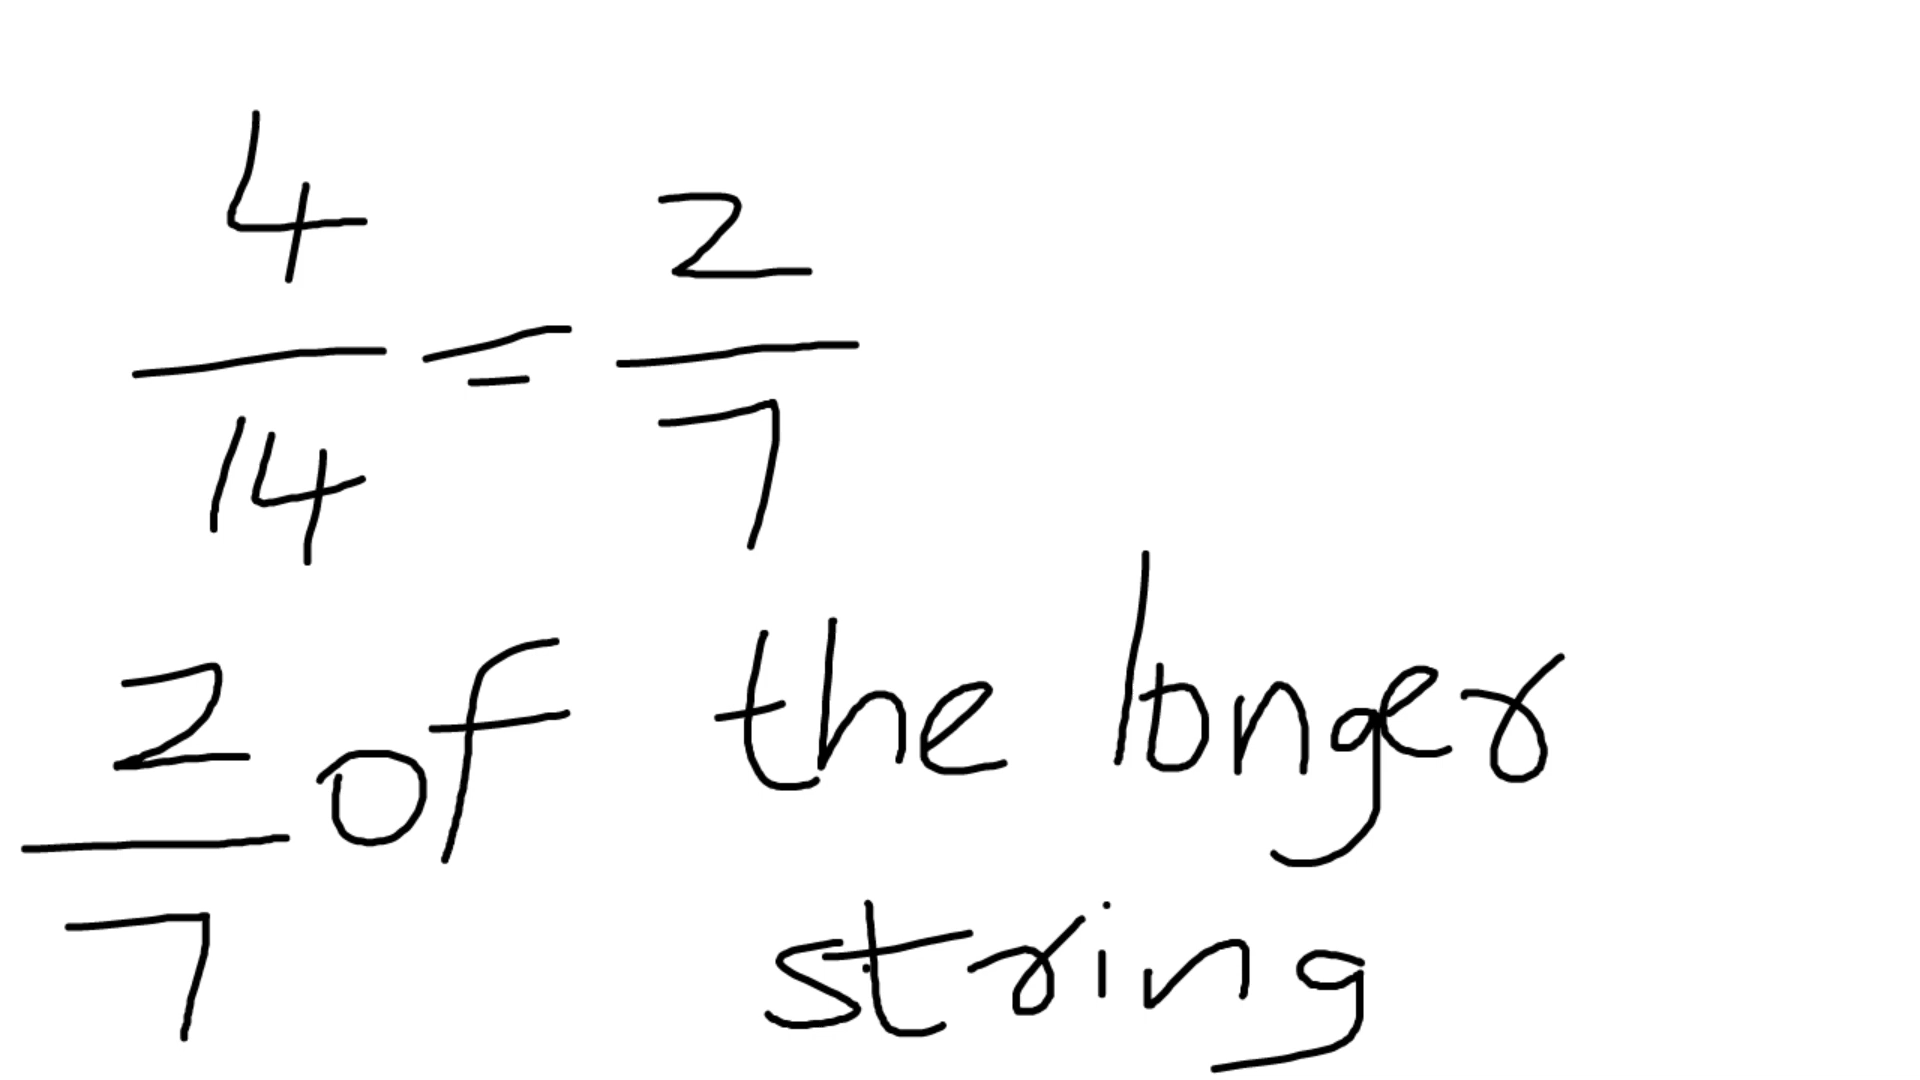 4/14 = 2/7
2/7 of the longer
string